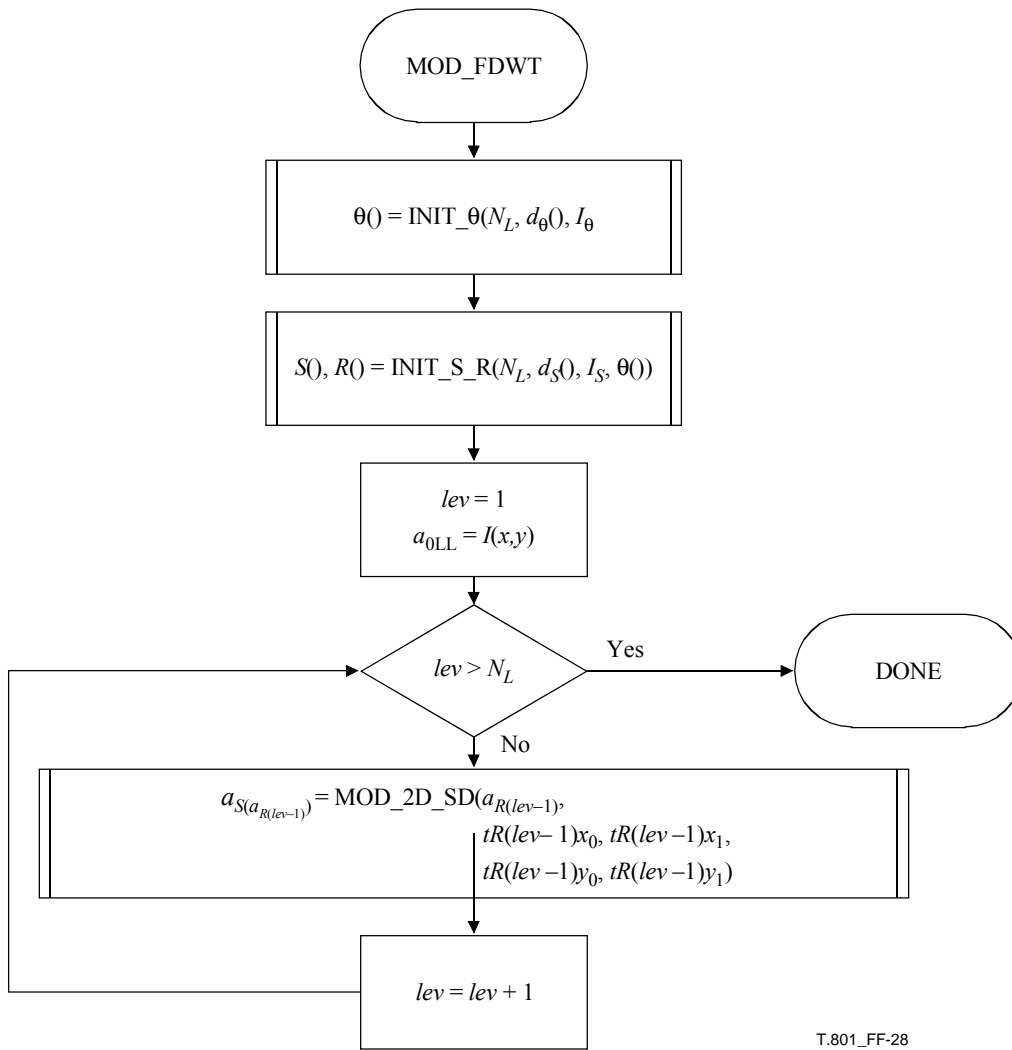 MOD_FDWT
θ() = INIT_θ(N_L, d_θ(), I_θ
S(), R() = INIT_S_R(N_L, d_S(), I_S, θ())
lev = 1
a_0LL = I(x,y)
lev > N_L
Yes
DONE
No
a_S(a_R(lev–1)) = MOD_2D_SD(a_R(lev–1),
tR(lev– 1)x_0, tR(lev –1)x_1,
tR(lev –1)y_0, tR(lev –1)y_1)
lev = lev + 1
T.801_FF-28